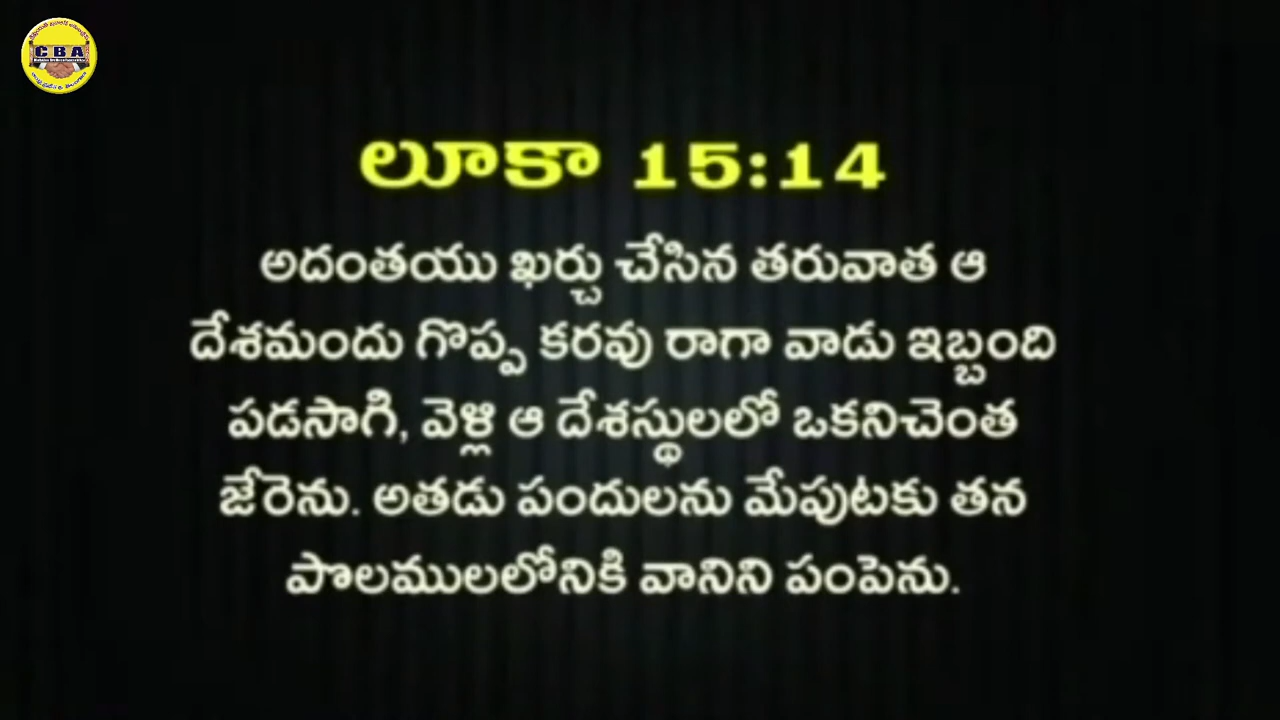 CBA
లూకా 15:14
అదంతయు ఖర్చు చేసిన తరువాత ఆ
దేశమందు గొప్ప కరవు రాగా వాడు ఇబ్బంది
పడసాగి, వెళ్లి ఆ దేశస్థులలో ఒకనిచెంత
జేరెను. అతడు పందులను మేపుటకు తన
పొలములలోనికి వానిని పంపెను.